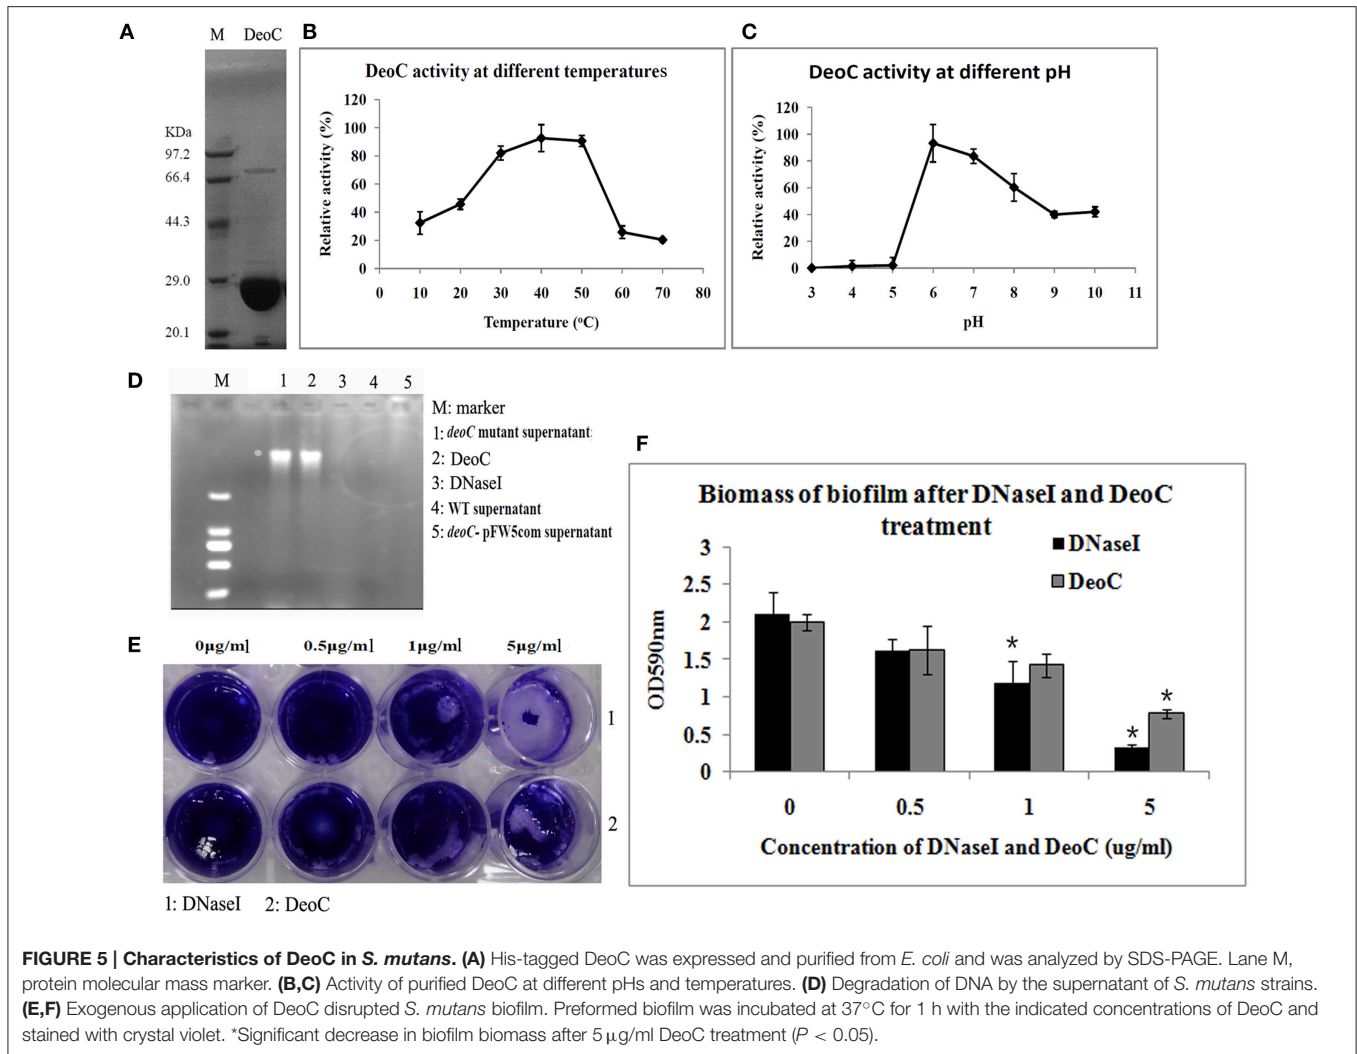 A
M DeoC
KDa
97.2
66.4
44.3
29.0
20.1
B
DeoC activity at different temperatures
Relative activity (%)
120
100
80
60
40
20
0
0 10 20 30 40 50 60 70 80
Temperature (°C)
C
DeoC activity at different pH
Relative activity (%)
120
100
80
60
40
20
0
3 4 5 6 7 8 9 10 11
pH
D
M 1 2 3 4 5
M: marker
1: deoC mutant supernatant
2: DeoC
3: DNaseI
4: WT supernatant
5: deoC- pFW5com supernatant
E
0μg/ml 0.5μg/ml 1μg/ml 5μg/ml
1
2
1: DNaseI 2: DeoC
F
Biomass of biofilm after DNaseI and DeoC
treatment
DNaseI
DeoC
OD590nm
3
2.5
2
1.5
1
0.5
0
*
*
*
0 0.5 1 5
Concentration of DNaseI and DeoC (ug/ml)
FIGURE 5 | Characteristics of DeoC in S. mutans. (A) His-tagged DeoC was expressed and purified from E. coli and was analyzed by SDS-PAGE. Lane M,
protein molecular mass marker. (B,C) Activity of purified DeoC at different pHs and temperatures. (D) Degradation of DNA by the supernatant of S. mutans strains.
(E,F) Exogenous application of DeoC disrupted S. mutans biofilm. Preformed biofilm was incubated at 37°C for 1 h with the indicated concentrations of DeoC and
stained with crystal violet. *Significant decrease in biofilm biomass after 5 μg/ml DeoC treatment (P < 0.05).